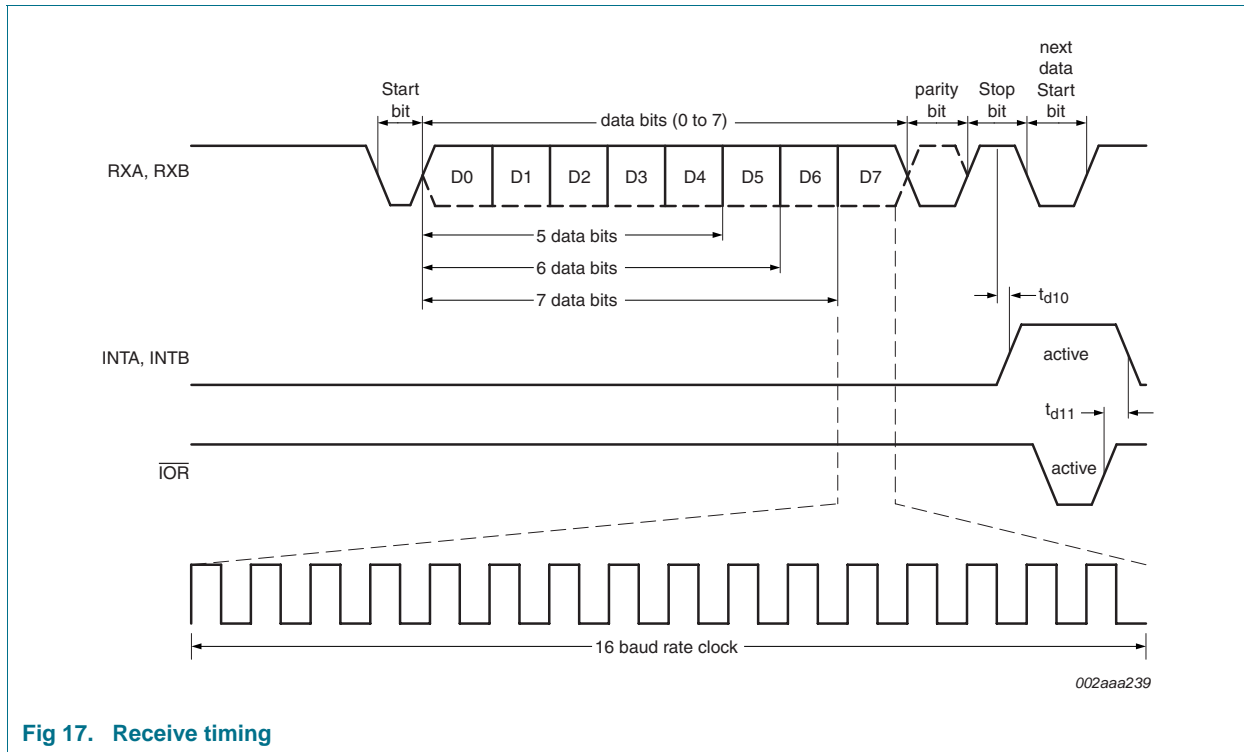 next
data
Start
bit
Start
bit
parity
bit
Stop
bit
data bits (0 to 7)
RXA, RXB
D0 D1 D2 D3 D4 D5 D6 D7
5 data bits
6 data bits
7 data bits
td10
INTA, INTB
active
td11
IOR
active
16 baud rate clock
002aaa239
Fig 17. Receive timing